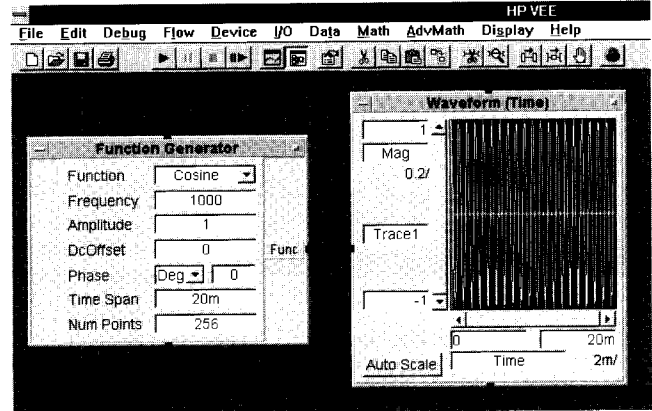 HP VEE
File Edit Debug Flow Device I/O Data Math AdvMath Display Help
Function Generator
Function Cosine
Frequency 1000
Amplitude 1
DcOffset 0
Phase Deg 0
Time Span 20m
Num Points 256
Func
Waveform (Time)
1
Mag
0.2/
Trace1
-1
0 20m
Auto Scale Time 2m/